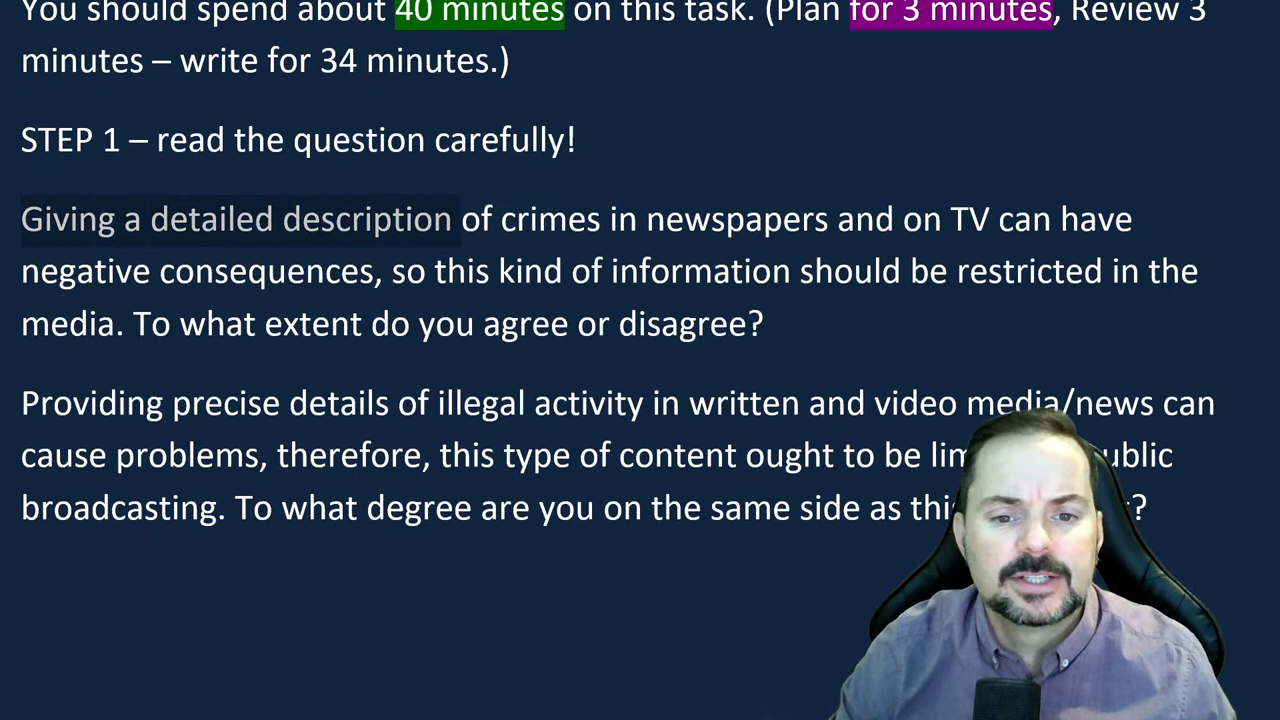 You should spend about 40 minutes on this task. (Plan for 3 minutes, Review 3
minutes – write for 34 minutes.)
STEP 1 – read the question carefully!
Giving a detailed description of crimes in newspapers and on TV can have
negative consequences, so this kind of information should be restricted in the
media. To what extent do you agree or disagree?
Providing precise details of illegal activity in written and video media/news can
cause problems, therefore, this type of content ought to be
broadcasting. To what degree are you on the same side as ?